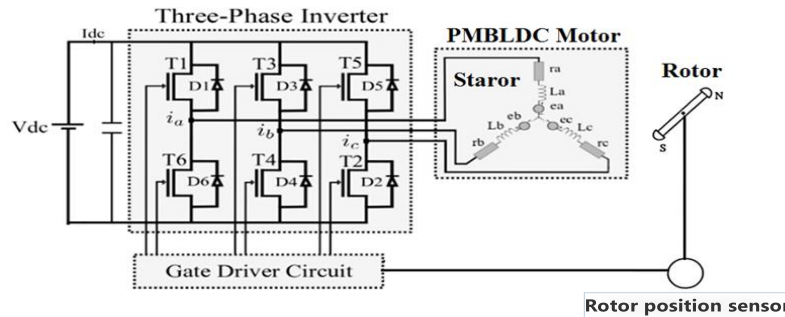 Three-Phase Inverter
Idc
PMBLDC Motor
T1
T3
T5
ra
Rotor
D1
D3
D5
Staror
La
N
Vdc
ia
ea
ib
Lb
eb
ec
Lc
ic
rb
rc
S
T6
T4
T2
D6
D4
D2
Gate Driver Circuit
Rotor position sensor